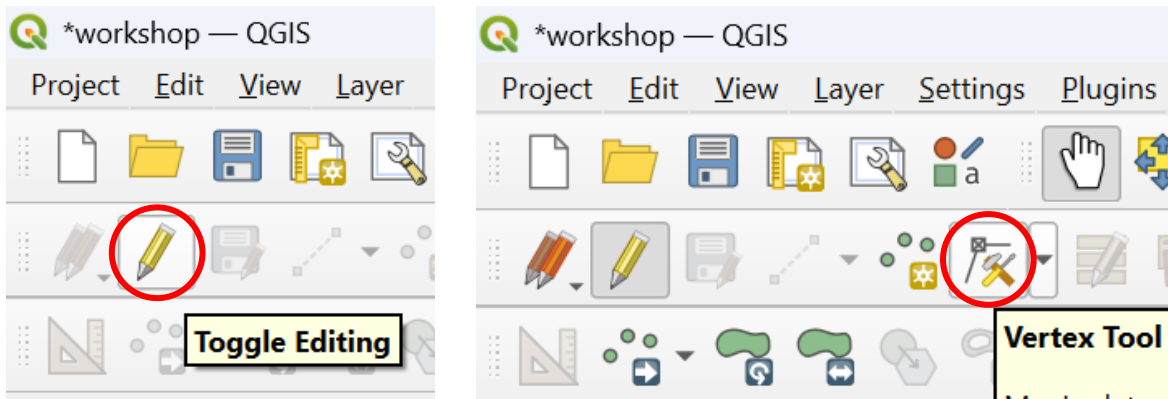 *workshop — QGIS
Project Edit View Layer
Toggle Editing
*workshop — QGIS
Project Edit View Layer Settings Plugins
a
Vertex Tool